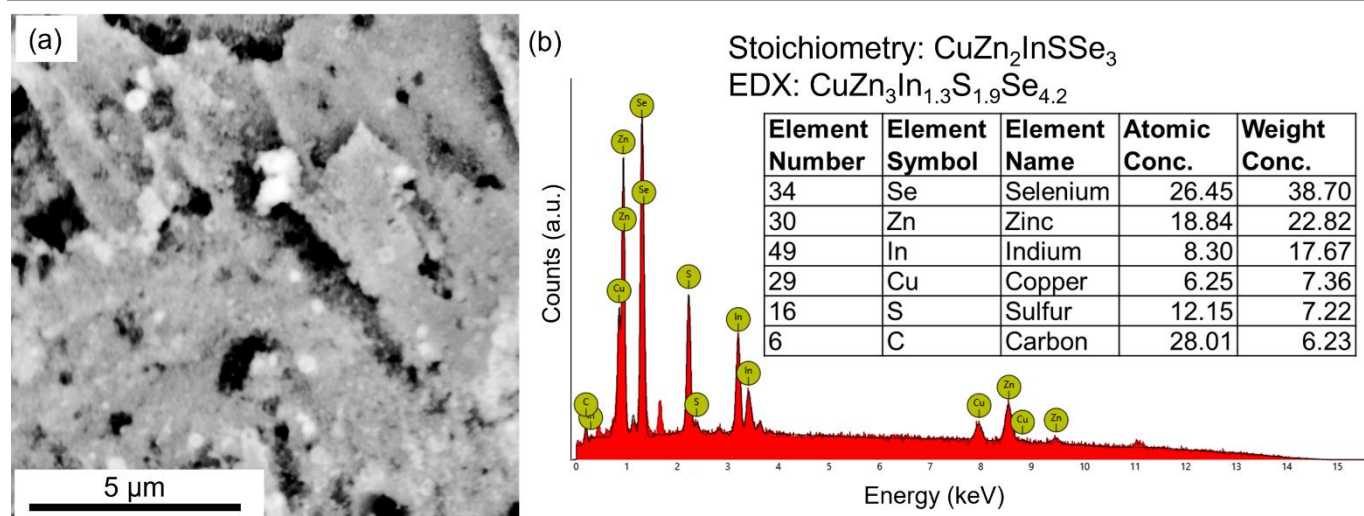 (a)
5 µm
(b)
Stoichiometry: CuZn₂InSSe₃
EDX: CuZn₃In₁.₃S₁.₉Se₄.₂
Element Number Element Symbol Element Name Atomic Conc. Weight Conc.
34 Se Selenium 26.45 38.70
30 Zn Zinc 18.84 22.82
49 In Indium 8.30 17.67
29 Cu Copper 6.25 7.36
16 S Sulfur 12.15 7.22
6 C Carbon 28.01 6.23
Counts (a.u.)
Se
Zn
Se
Zn
Cu
S
In
In
C
S
Cu
Zn
Cu
Zn
0 1 2 3 4 5 6 7 8 9 10 11 12 13 14 15
Energy (keV)